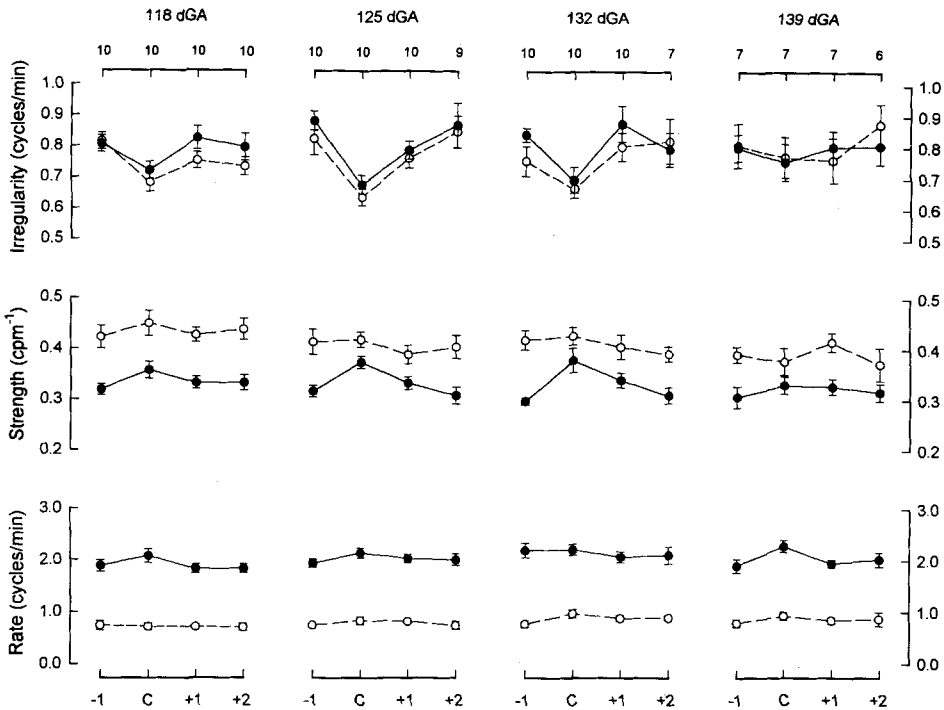 118 dGA 125 dGA 132 dGA 139 dGA
10 10 10 10 10 10 10 9 10 10 10 7 7 7 7 6
Irregularity (cycles/min)
1.0 1.0
0.9 0.9
0.8 0.8
0.7 0.7
0.6 0.6
0.5 0.5
Strength (cpm⁻¹)
0.5 0.5
0.4 0.4
0.3 0.3
0.2 0.2
Rate (cycles/min)
3.0 3.0
2.0 2.0
1.0 1.0
0.0 0.0
-1 C +1 +2 -1 C +1 +2 -1 C +1 +2 -1 C +1 +2